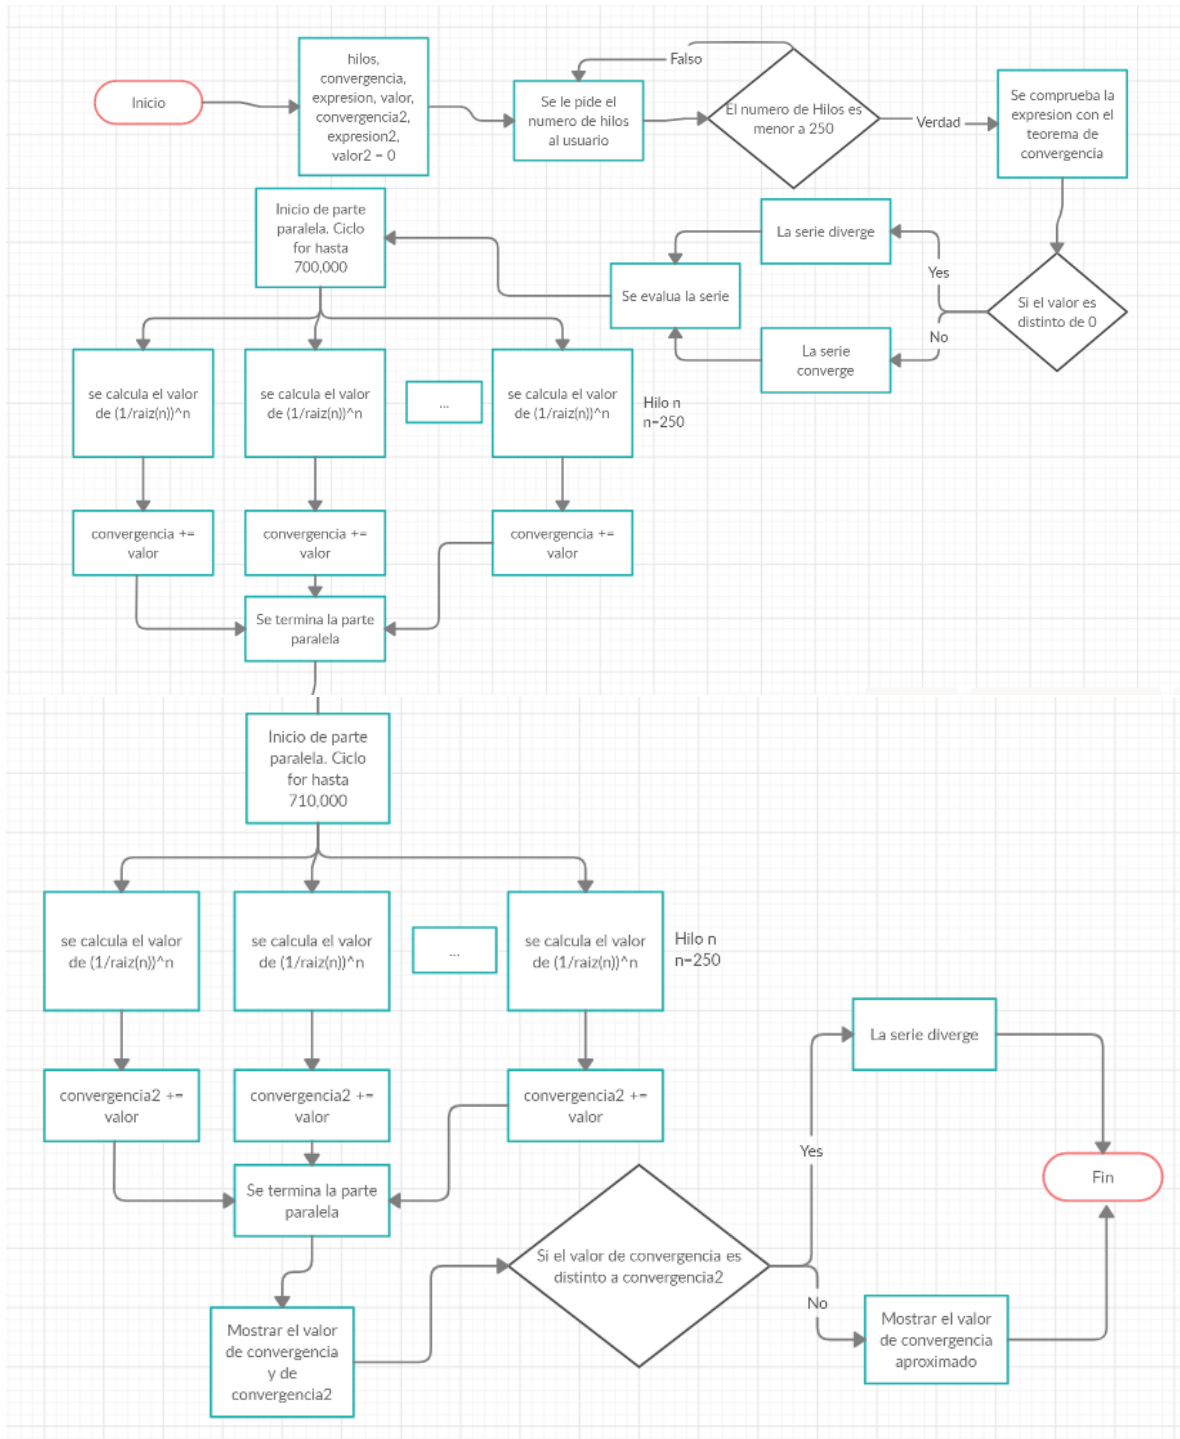 Inicio
hilos,
convergencia,
expresion, valor,
convergencia2,
expresion2,
valor2 = 0
Se le pide el
numero de hilos
al usuario
Falso
El numero de Hilos es
menor a 250
Verdad
Se comprueba la
expresion con el
teorema de
convergencia
Si el valor es
distinto de 0
Yes
No
La serie diverge
La serie
converge
Se evalua la serie
Inicio de parte
paralela. Ciclo
for hasta
700,000
se calcula el valor
de (1/raiz(n))^n
se calcula el valor
de (1/raiz(n))^n
...
se calcula el valor
de (1/raiz(n))^n
Hilo n
n=250
convergencia +=
valor
convergencia +=
valor
convergencia +=
valor
Se termina la parte
paralela
Inicio de parte
paralela. Ciclo
for hasta
710,000
se calcula el valor
de (1/raiz(n))^n
se calcula el valor
de (1/raiz(n))^n
...
se calcula el valor
de (1/raiz(n))^n
Hilo n
n=250
convergencia2 +=
valor
convergencia2 +=
valor
convergencia2 +=
valor
Se termina la parte
paralela
Mostrar el valor
de convergencia
y de
convergencia2
Si el valor de convergencia es
distinto a convergencia2
Yes
No
La serie diverge
Mostrar el valor
de convergencia
aproximado
Fin